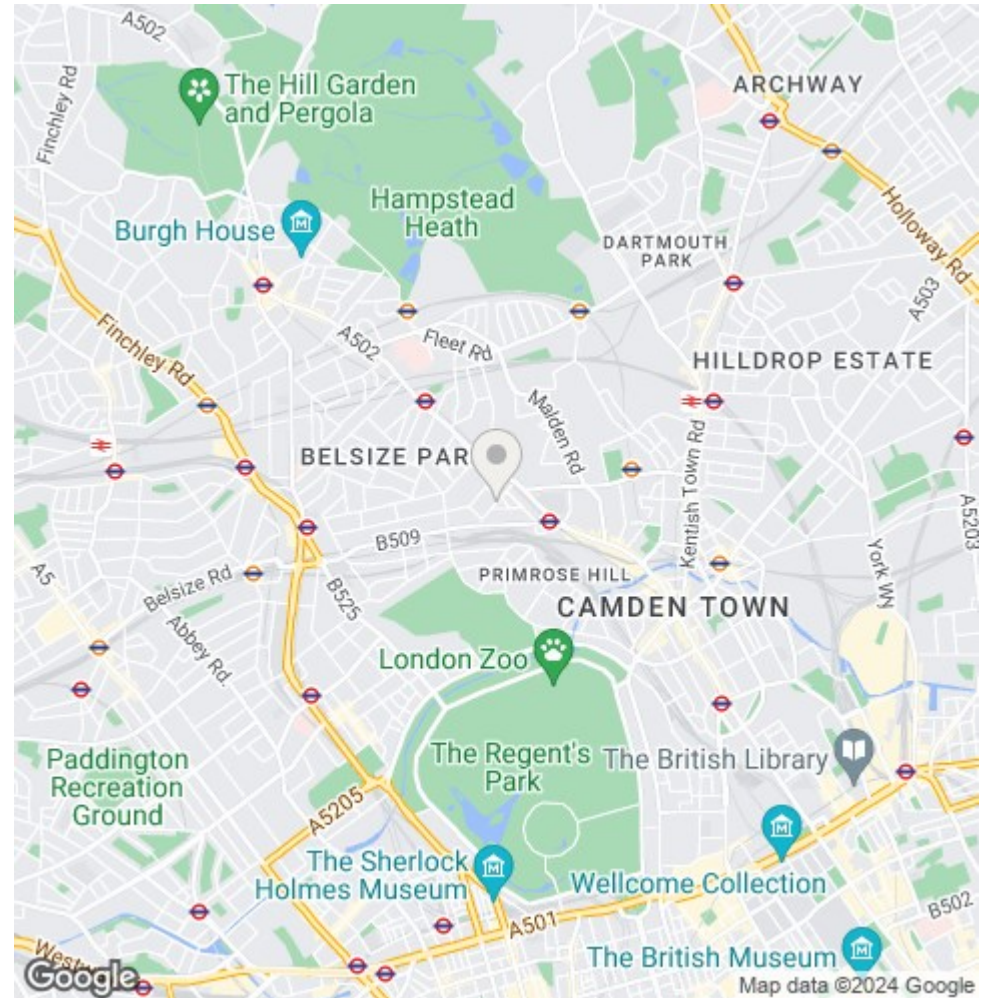 A502
Finchley Rd
The Hill Garden
and Pergola
ARCHWAY
Hampstead
Heath
Burgh House
Holloway Rd
DARTMOUTH
PARK
A503
A502
Fleet Rd
Finchley Rd
HILLDROP ESTATE
Malden Rd
BELSIZE PAR
Kentish Town Rd
A5203
B509
York WN
A5
Belsize Rd
B525
PRIMROSE HILL
CAMDEN TOWN
Abbey Rd.
London Zoo
The Regent's
Park
The British Library
Paddington
Recreation
Ground
A5205
The Sherlock
Holmes Museum
Wellcome Collection
A501
B502
The British Museum
Google
Map data ©2024 Google